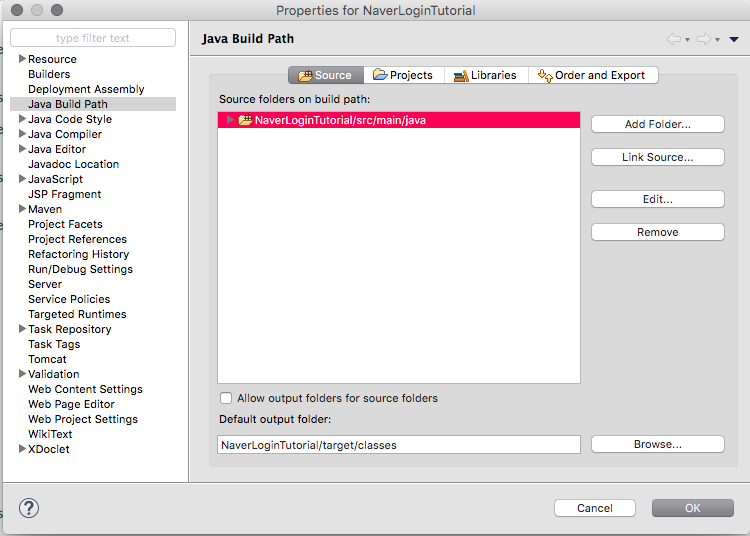 Properties for NaverLoginTutorial
type filter text
Resource
Builders
Deployment Assembly
Java Build Path
Java Code Style
Java Compiler
Java Editor
Javadoc Location
JavaScript
JSP Fragment
Maven
Project Facets
Project References
Refactoring History
Run/Debug Settings
Server
Service Policies
Targeted Runtimes
Task Repository
Task Tags
Tomcat
Validation
Web Content Settings
Web Page Editor
Web Project Settings
WikiText
XDoclet
Java Build Path
Source Projects Libraries Order and Export
Source folders on build path:
NaverLoginTutorial/src/main/java
Add Folder...
Link Source...
Edit...
Remove
Allow output folders for source folders
Default output folder:
NaverLoginTutorial/target/classes
Browse...
?
Cancel
OK